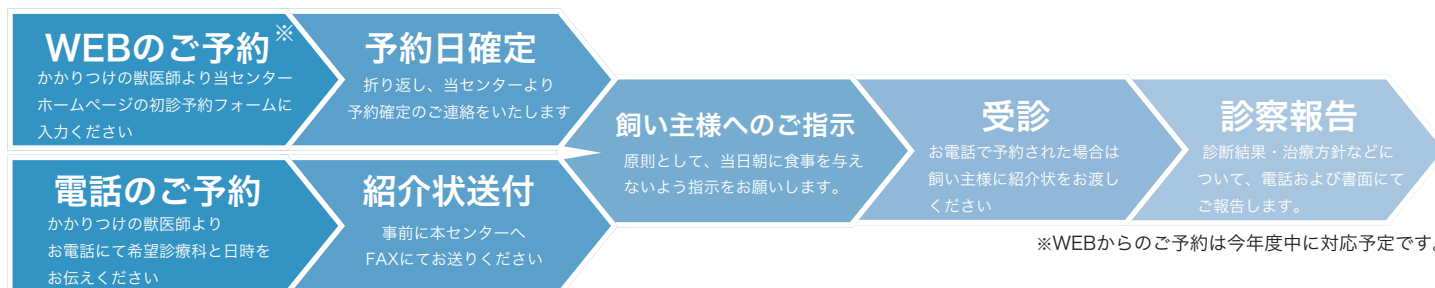 WEBのご予約※
かかりつけの獣医師より当センター
ホームページの初診予約フォームに
入力ください
予約日確定
折り返し、当センターより
予約確定のご連絡をいたします
電話のご予約
かかりつけの獣医師より
お電話にて希望診療科と日時を
お伝えください
紹介状送付
事前に本センターへ
FAXにてお送りください
飼い主様へのご指示
原則として、当日朝に食事を与え
ないよう指示をお願いします。
受診
お電話で予約された場合は
飼い主様に紹介状をお渡し
ください
診察報告
診断結果・治療方針などに
ついて、電話および書面にて
ご報告します。
※WEBからのご予約は今年度中に対応予定です。